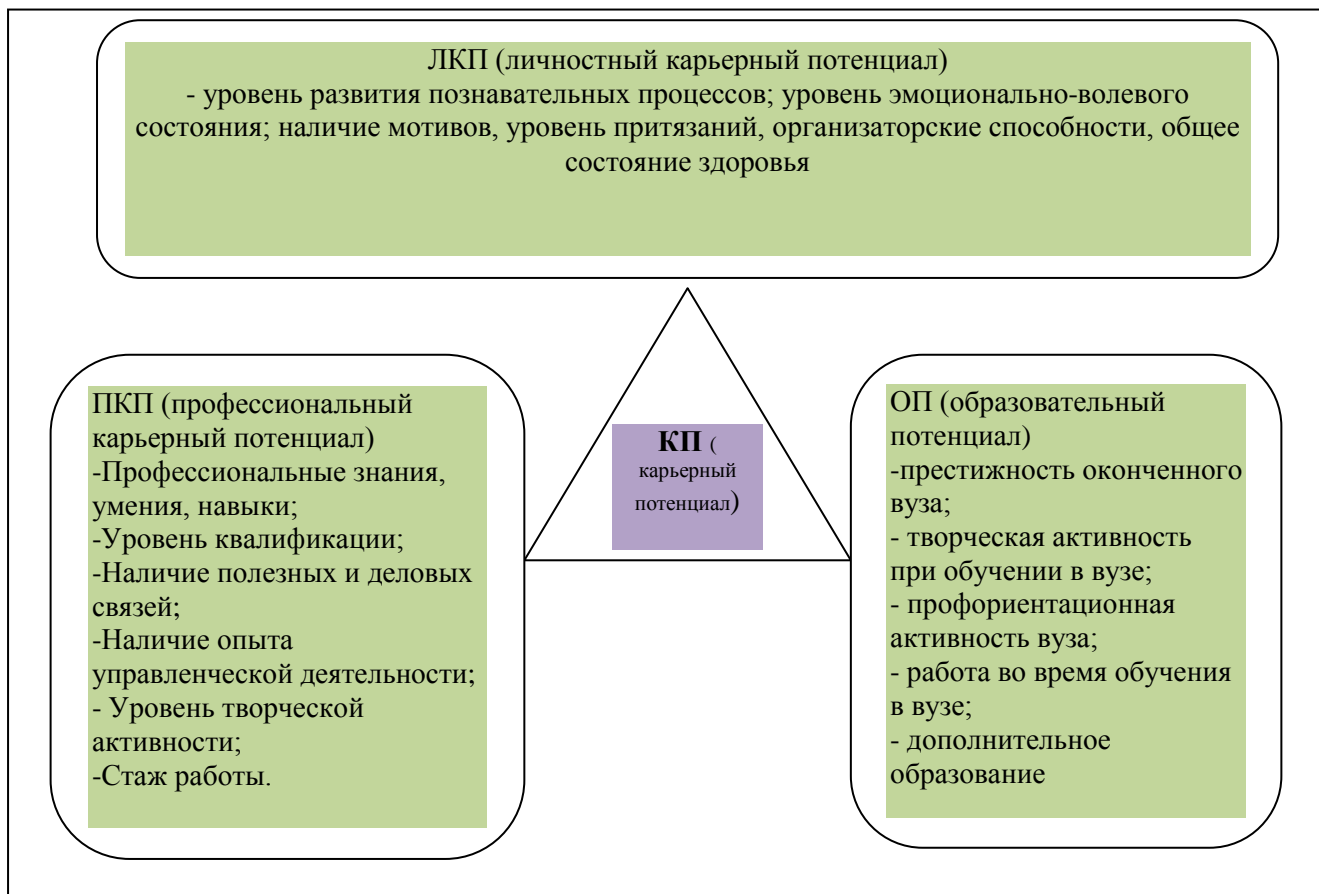 ЛКП (личностный карьерный потенциал)
- уровень развития познавательных процессов; уровень эмоционально-волевого
состояния; наличие мотивов, уровень притязаний, организаторские способности, общее
состояние здоровья
ПКП (профессиональный
карьерный потенциал)
-Профессиональные знания,
умения, навыки;
-Уровень квалификации;
-Наличие полезных и деловых
связей;
-Наличие опыта
управленческой деятельности;
- Уровень творческой
активности;
-Стаж работы.
КП (
карьерный
потенциал)
ОП (образовательный
потенциал)
-престижность оконченного
вуза;
- творческая активность
при обучении в вузе;
- профориентационная
активность вуза;
- работа во время обучения
в вузе;
- дополнительное
образование